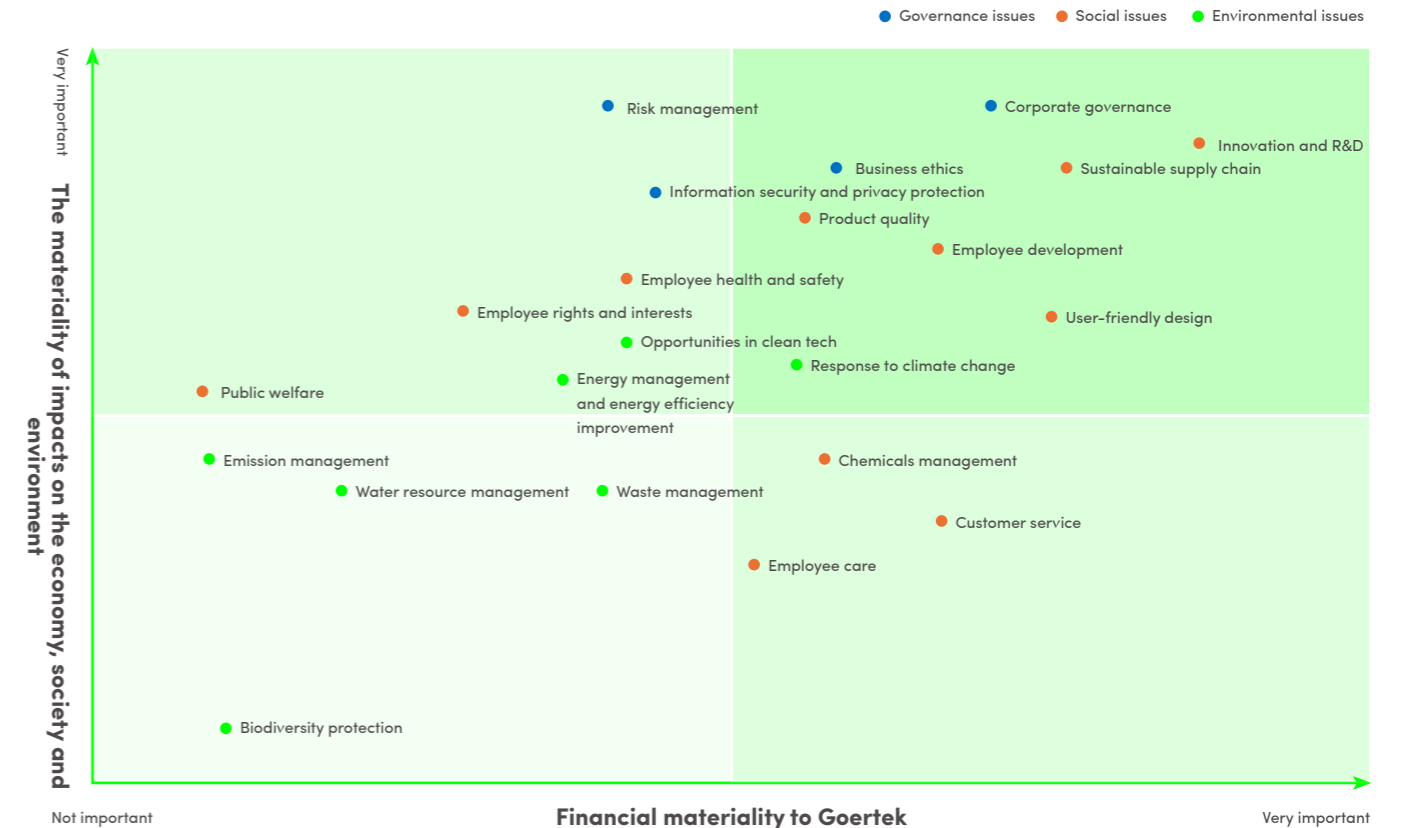 Governance issues
Social issues
Environmental issues
Very important
The materiality of impacts on the economy, society and
environment
Risk management
Corporate governance
Innovation and R&D
Business ethics
Sustainable supply chain
Information security and privacy protection
Product quality
Employee development
Employee health and safety
Employee rights and interests
User-friendly design
Opportunities in clean tech
Response to climate change
Energy management
and energy efficiency
improvement
Public welfare
Emission management
Chemicals management
Water resource management
Waste management
Customer service
Employee care
Biodiversity protection
Not important
Financial materiality to Goertek
Very important